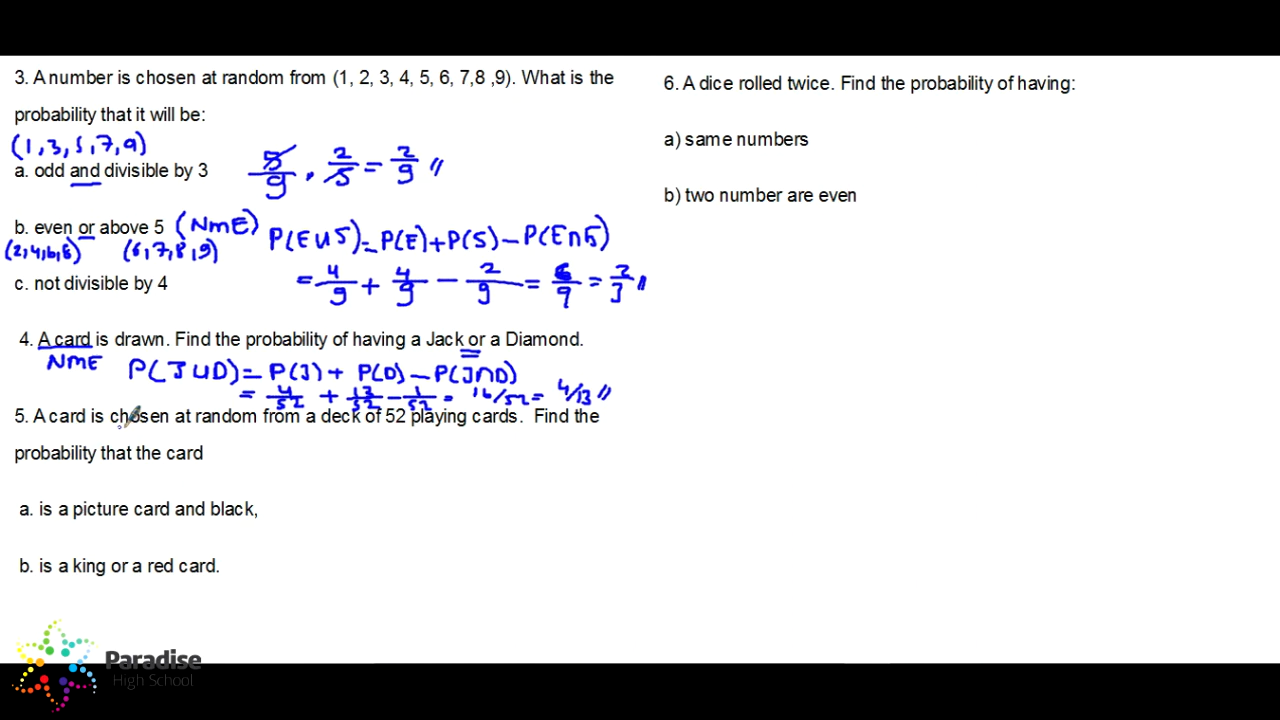 3. A number is chosen at random from (1, 2, 3, 4, 5, 6, 7,8 ,9). What is the
probability that it will be:
(1, 3, 5, 7, 9)
a. odd and divisible by 3 5/9 . 2/5 = 2/9 //
b. even or above 5 (NmE) P(E∪5) = P(E) + P(5) – P(E∩5)
(2,4,6,8) (6,7,8,9)
= 4/9 + 4/9 – 2/9 = 6/9 = 2/3 //
c. not divisible by 4
4. A card is drawn. Find the probability of having a Jack or a Diamond.
NME P(J∪D) = P(J) + P(D) – P(J∩D)
= 4/52 + 13/52 – 1/52 = 16/52 = 4/13 //
5. A card is chosen at random from a deck of 52 playing cards. Find the
probability that the card
a. is a picture card and black,
b. is a king or a red card.
6. A dice rolled twice. Find the probability of having:
a) same numbers
b) two number are even
Paradise
High School